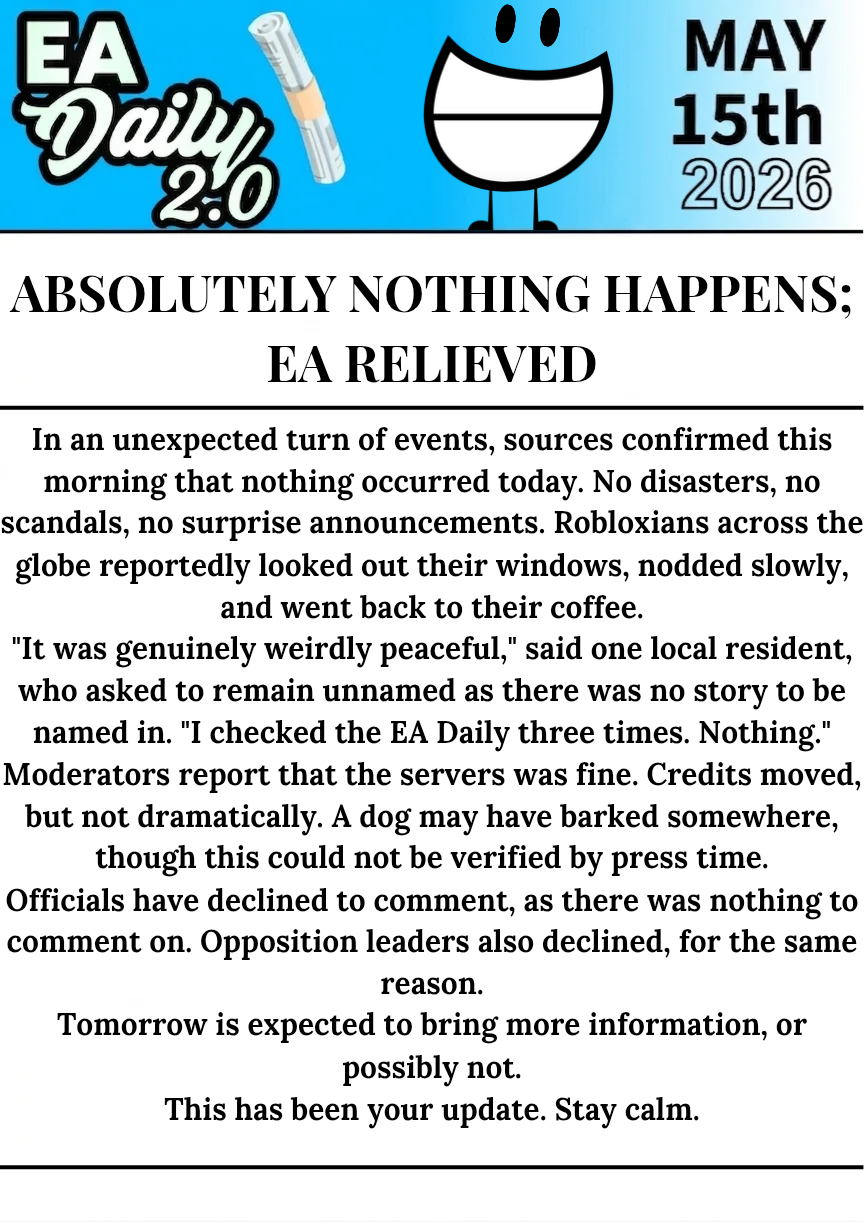 EA
Daily
2.0
MAY
15th
2026
ABSOLUTELY NOTHING HAPPENS;
EA RELIEVED
In an unexpected turn of events, sources confirmed this
morning that nothing occurred today. No disasters, no
scandals, no surprise announcements. Robloxians across the
globe reportedly looked out their windows, nodded slowly,
and went back to their coffee.
"It was genuinely weirdly peaceful," said one local resident,
who asked to remain unnamed as there was no story to be
named in. "I checked the EA Daily three times. Nothing."
Moderators report that the servers was fine. Credits moved,
but not dramatically. A dog may have barked somewhere,
though this could not be verified by press time.
Officials have declined to comment, as there was nothing to
comment on. Opposition leaders also declined, for the same
reason.
Tomorrow is expected to bring more information, or
possibly not.
This has been your update. Stay calm.